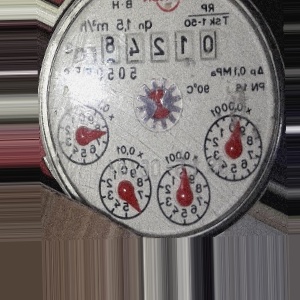 B-H
RP
Tsk 1-50
qn 1,5 m³/h
01248
Δp 0,1MPa
PN 16
90°C
x 0,0001
x 0,001
x 0,01
x 0,1